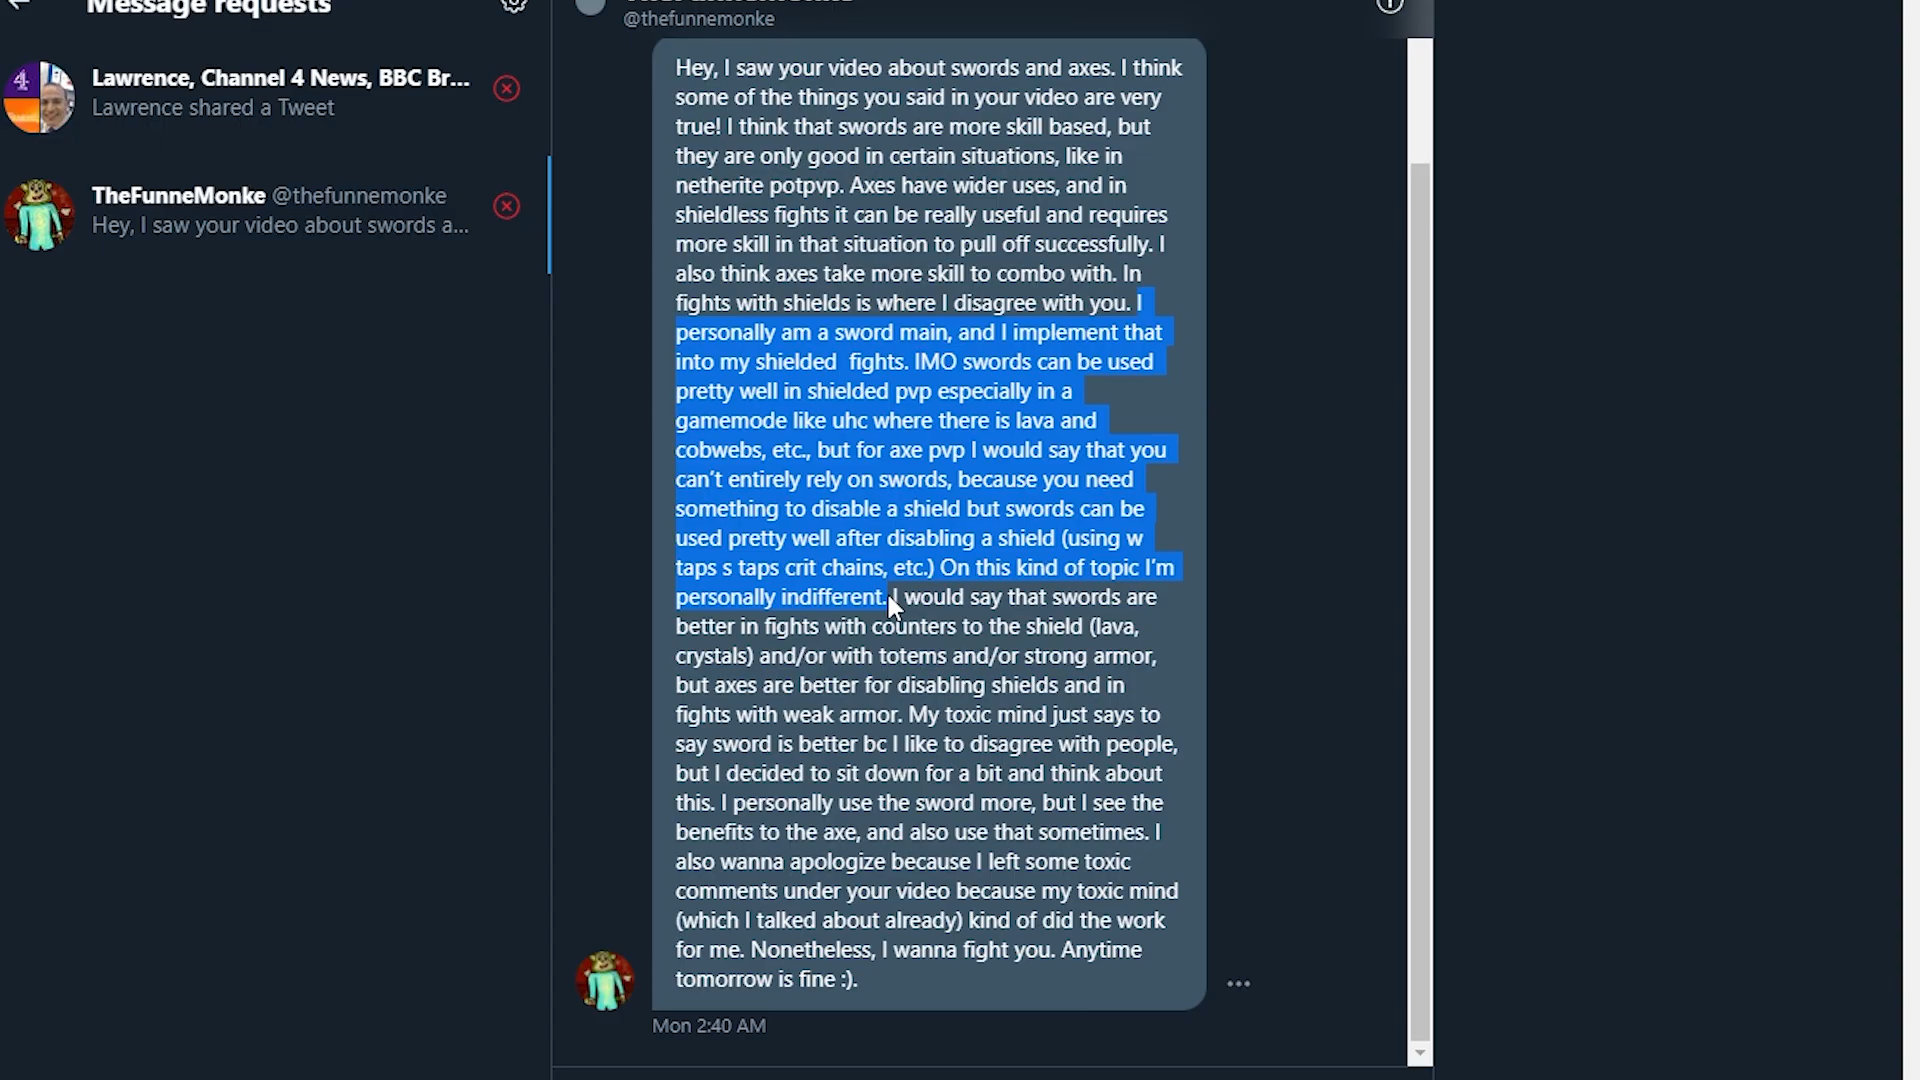 Message requests
Lawrence, Channel 4 News, BBC Br...
Lawrence shared a Tweet
TheFunneMonke @thefunnemonke
Hey, I saw your video about swords a...
@thefunnemonke
Hey, I saw your video about swords and axes. I think
some of the things you said in your video are very
true! I think that swords are more skill based, but
they are only good in certain situations, like in
netherite potpvp. Axes have wider uses, and in
shieldless fights it can be really useful and requires
more skill in that situation to pull off successfully. I
also think axes take more skill to combo with. In
fights with shields is where I disagree with you. I
personally am a sword main, and I implement that
into my shielded  fights. IMO swords can be used
pretty well in shielded pvp especially in a
gamemode like uhc where there is lava and
cobwebs, etc., but for axe pvp I would say that you
can't entirely rely on swords, because you need
something to disable a shield but swords can be
used pretty well after disabling a shield (using w
taps s taps crit chains, etc.) On this kind of topic I'm
personally indifferent. I would say that swords are
better in fights with counters to the shield (lava,
crystals) and/or with totems and/or strong armor,
but axes are better for disabling shields and in
fights with weak armor. My toxic mind just says to
say sword is better bc I like to disagree with people,
but I decided to sit down for a bit and think about
this. I personally use the sword more, but I see the
benefits to the axe, and also use that sometimes. I
also wanna apologize because I left some toxic
comments under your video because my toxic mind
(which I talked about already) kind of did the work
for me. Nonetheless, I wanna fight you. Anytime
tomorrow is fine :).
Mon 2:40 AM